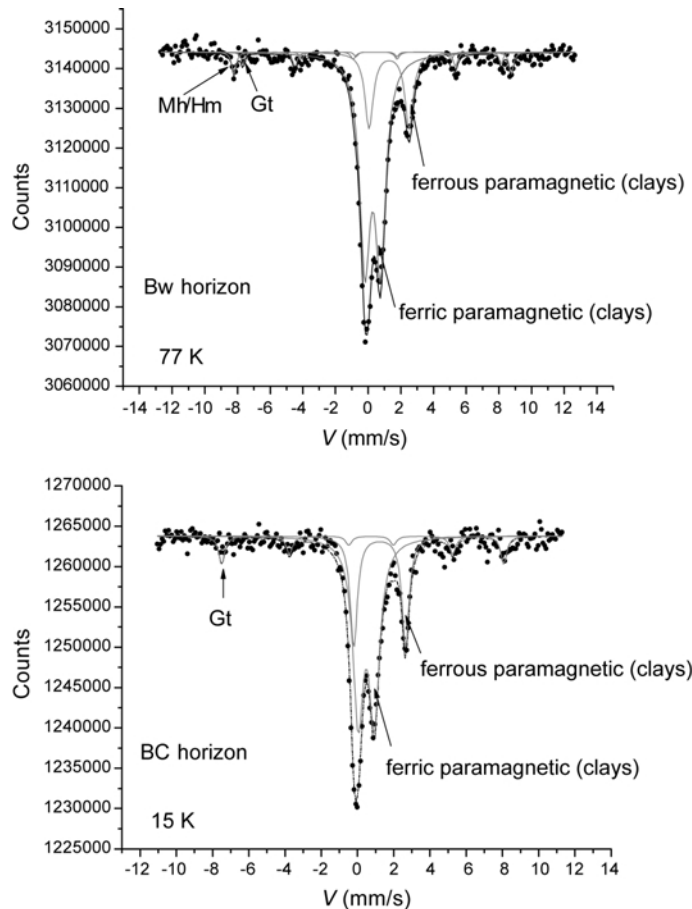 3150000
3140000
3130000
3120000
3110000
3100000
3090000
3080000
3070000
3060000
Counts
Mh/Hm
Gt
ferrous paramagnetic (clays)
ferric paramagnetic (clays)
Bw horizon
77 K
-14 -12 -10 -8 -6 -4 -2 0 2 4 6 8 10 12 14
V (mm/s)
1270000
1265000
1260000
1255000
1250000
1245000
1240000
1235000
1230000
1225000
Counts
Gt
ferrous paramagnetic (clays)
ferric paramagnetic (clays)
BC horizon
15 K
-12 -10 -8 -6 -4 -2 0 2 4 6 8 10 12
V (mm/s)